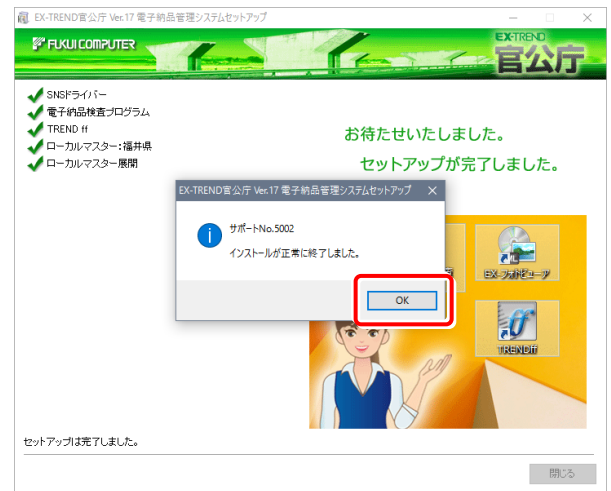 EX-TREND官公庁 Ver.17 電子納品管理システムセットアップ
FUKUI COMPUTER
EX-TREND
官公庁
SNSドライバー
電子納品検査プログラム
TREND ff
ローカルマスター：福井県
ローカルマスター展開
お待たせいたしました。
セットアップが完了しました。
EX-TREND官公庁 Ver.17 電子納品管理システムセットアップ
サポートNo.5002
インストールが正常に終了しました。
OK
EX-フォトビューア
TRENDff
セットアップは完了しました。
閉じる